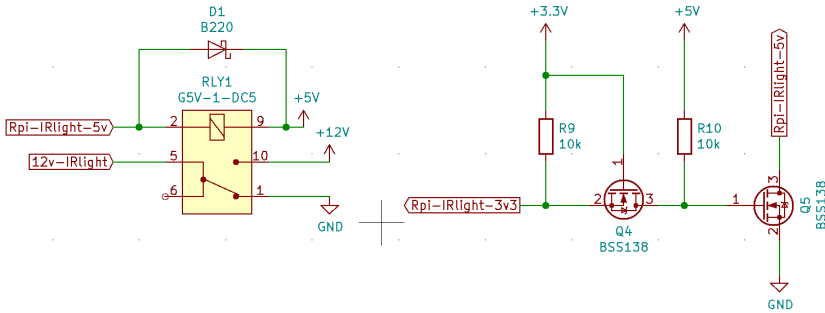 D1
B220
RLY1
G5V-1-DC5
Rpi-IRlight-5v
2
9
+5V
12v-IRlight
5
10
+12V
6
1
GND
+3.3V
+5V
Rpi-IRlight-5v
R9
10k
R10
10k
1
Rpi-IRlight-3v3
2
3
Q4
BSS138
1
3
2
Q5
BSS138
GND